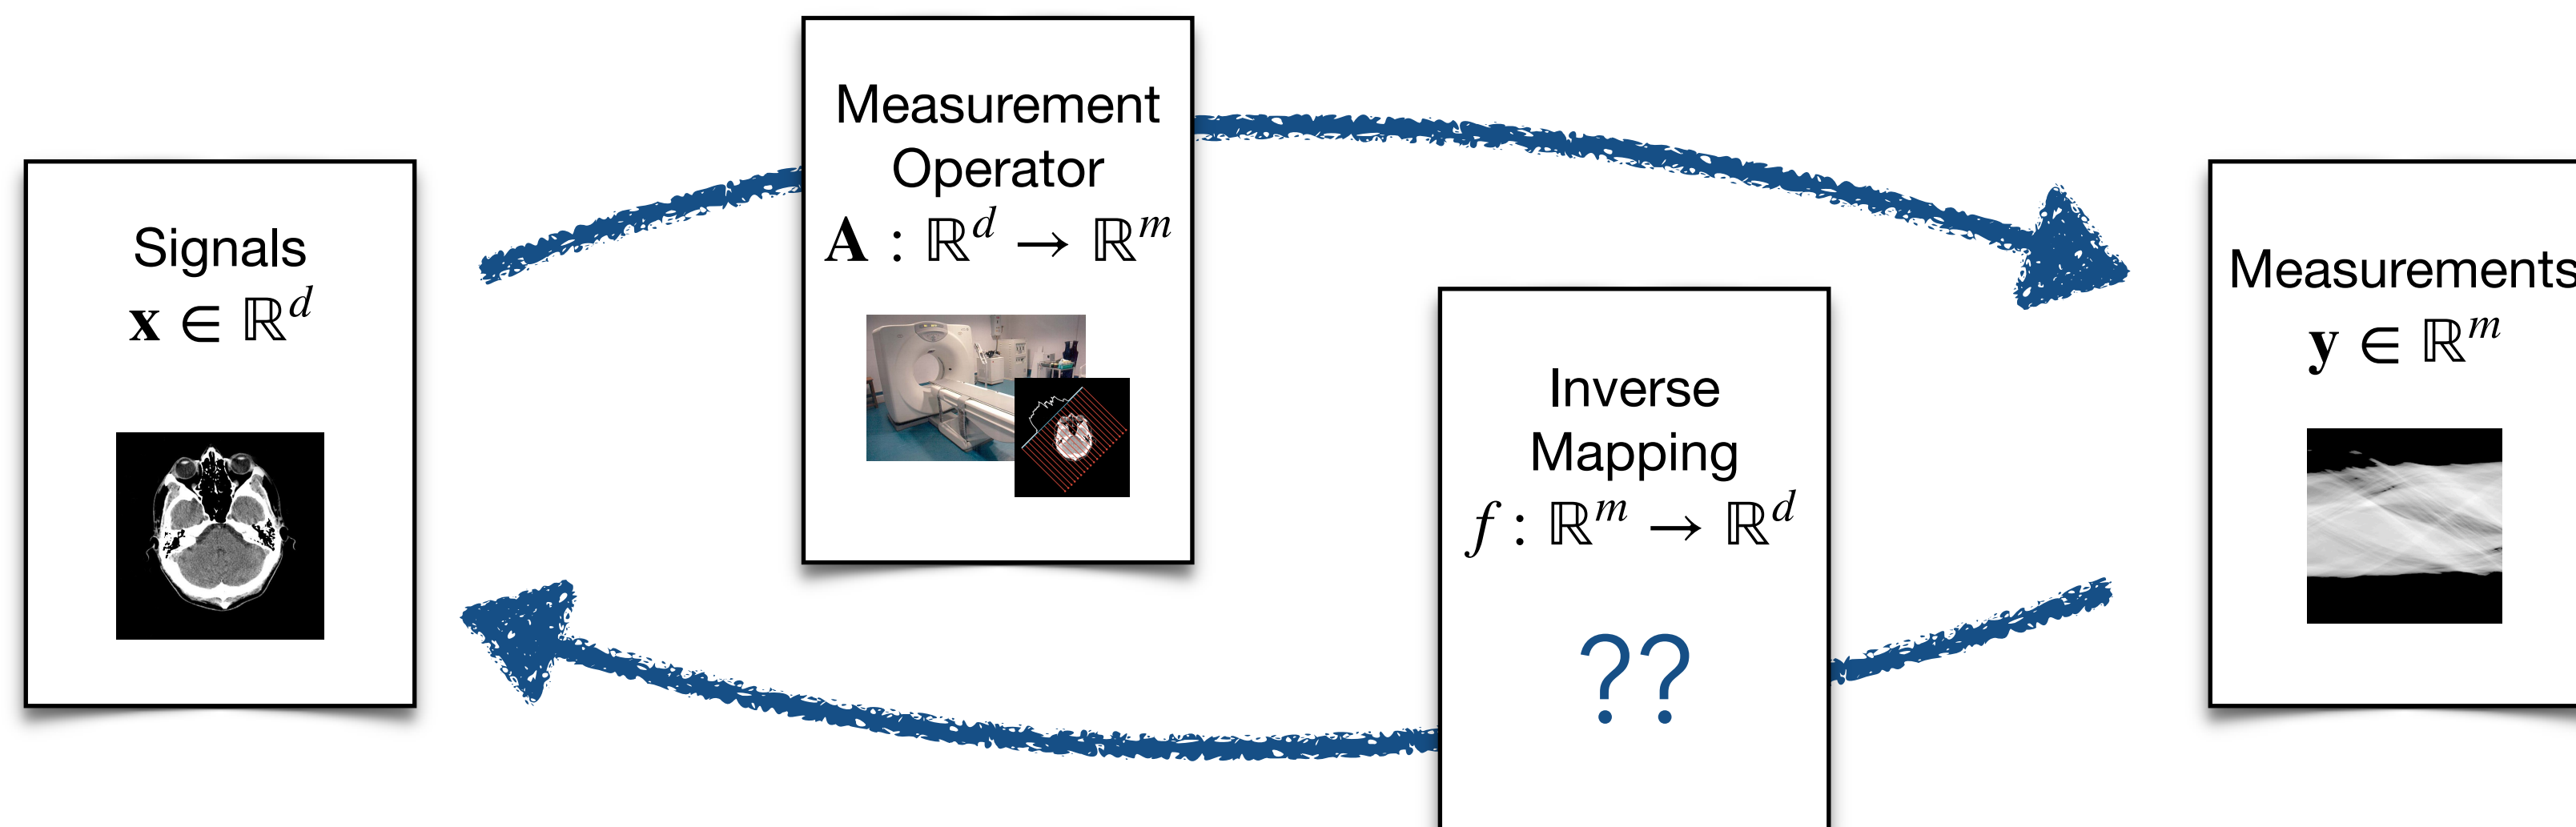 Signals
𝐱 ∈ ℝ^d
Measurement
Operator
𝐀 : ℝ^d → ℝ^m
Inverse
Mapping
f : ℝ^m → ℝ^d
??
Measurements
𝐲 ∈ ℝ^m